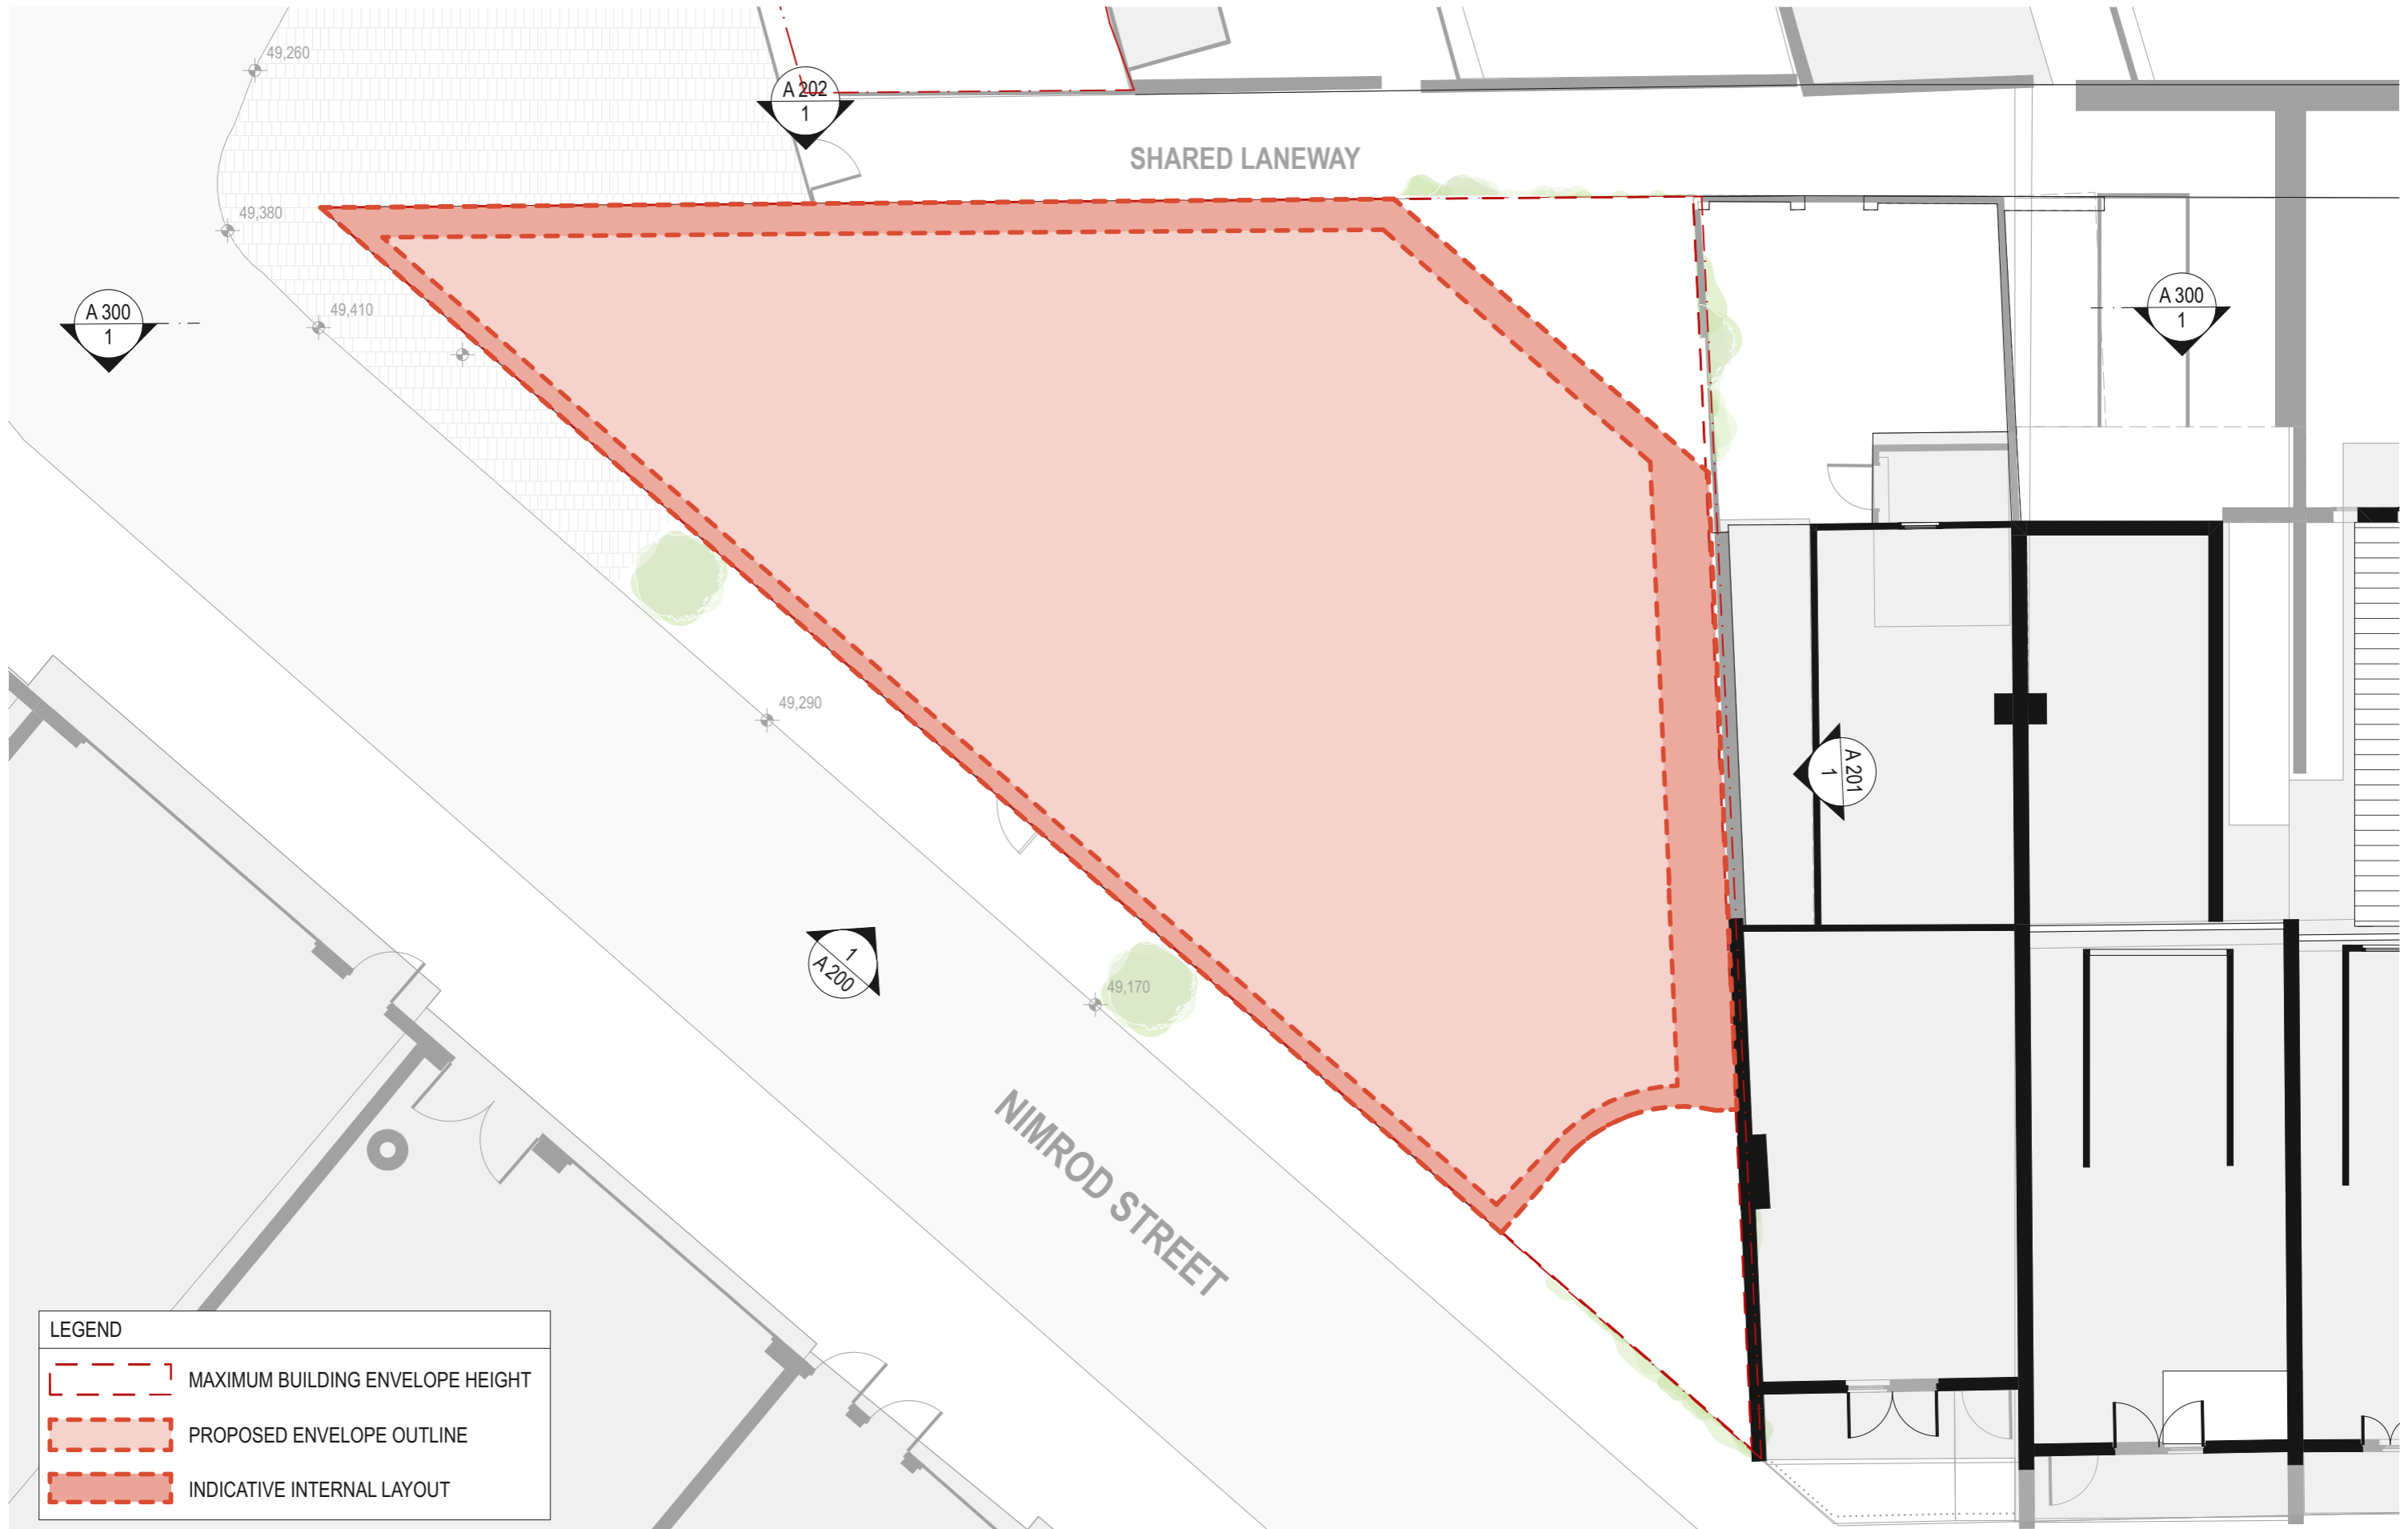 49,260
A 202
1
SHARED LANEWAY
49,380
49,410
A 300
1
A 300
1
49,290
A 201
1
1
A 200
49,170
NIMROD STREET
LEGEND
MAXIMUM BUILDING ENVELOPE HEIGHT
PROPOSED ENVELOPE OUTLINE
INDICATIVE INTERNAL LAYOUT